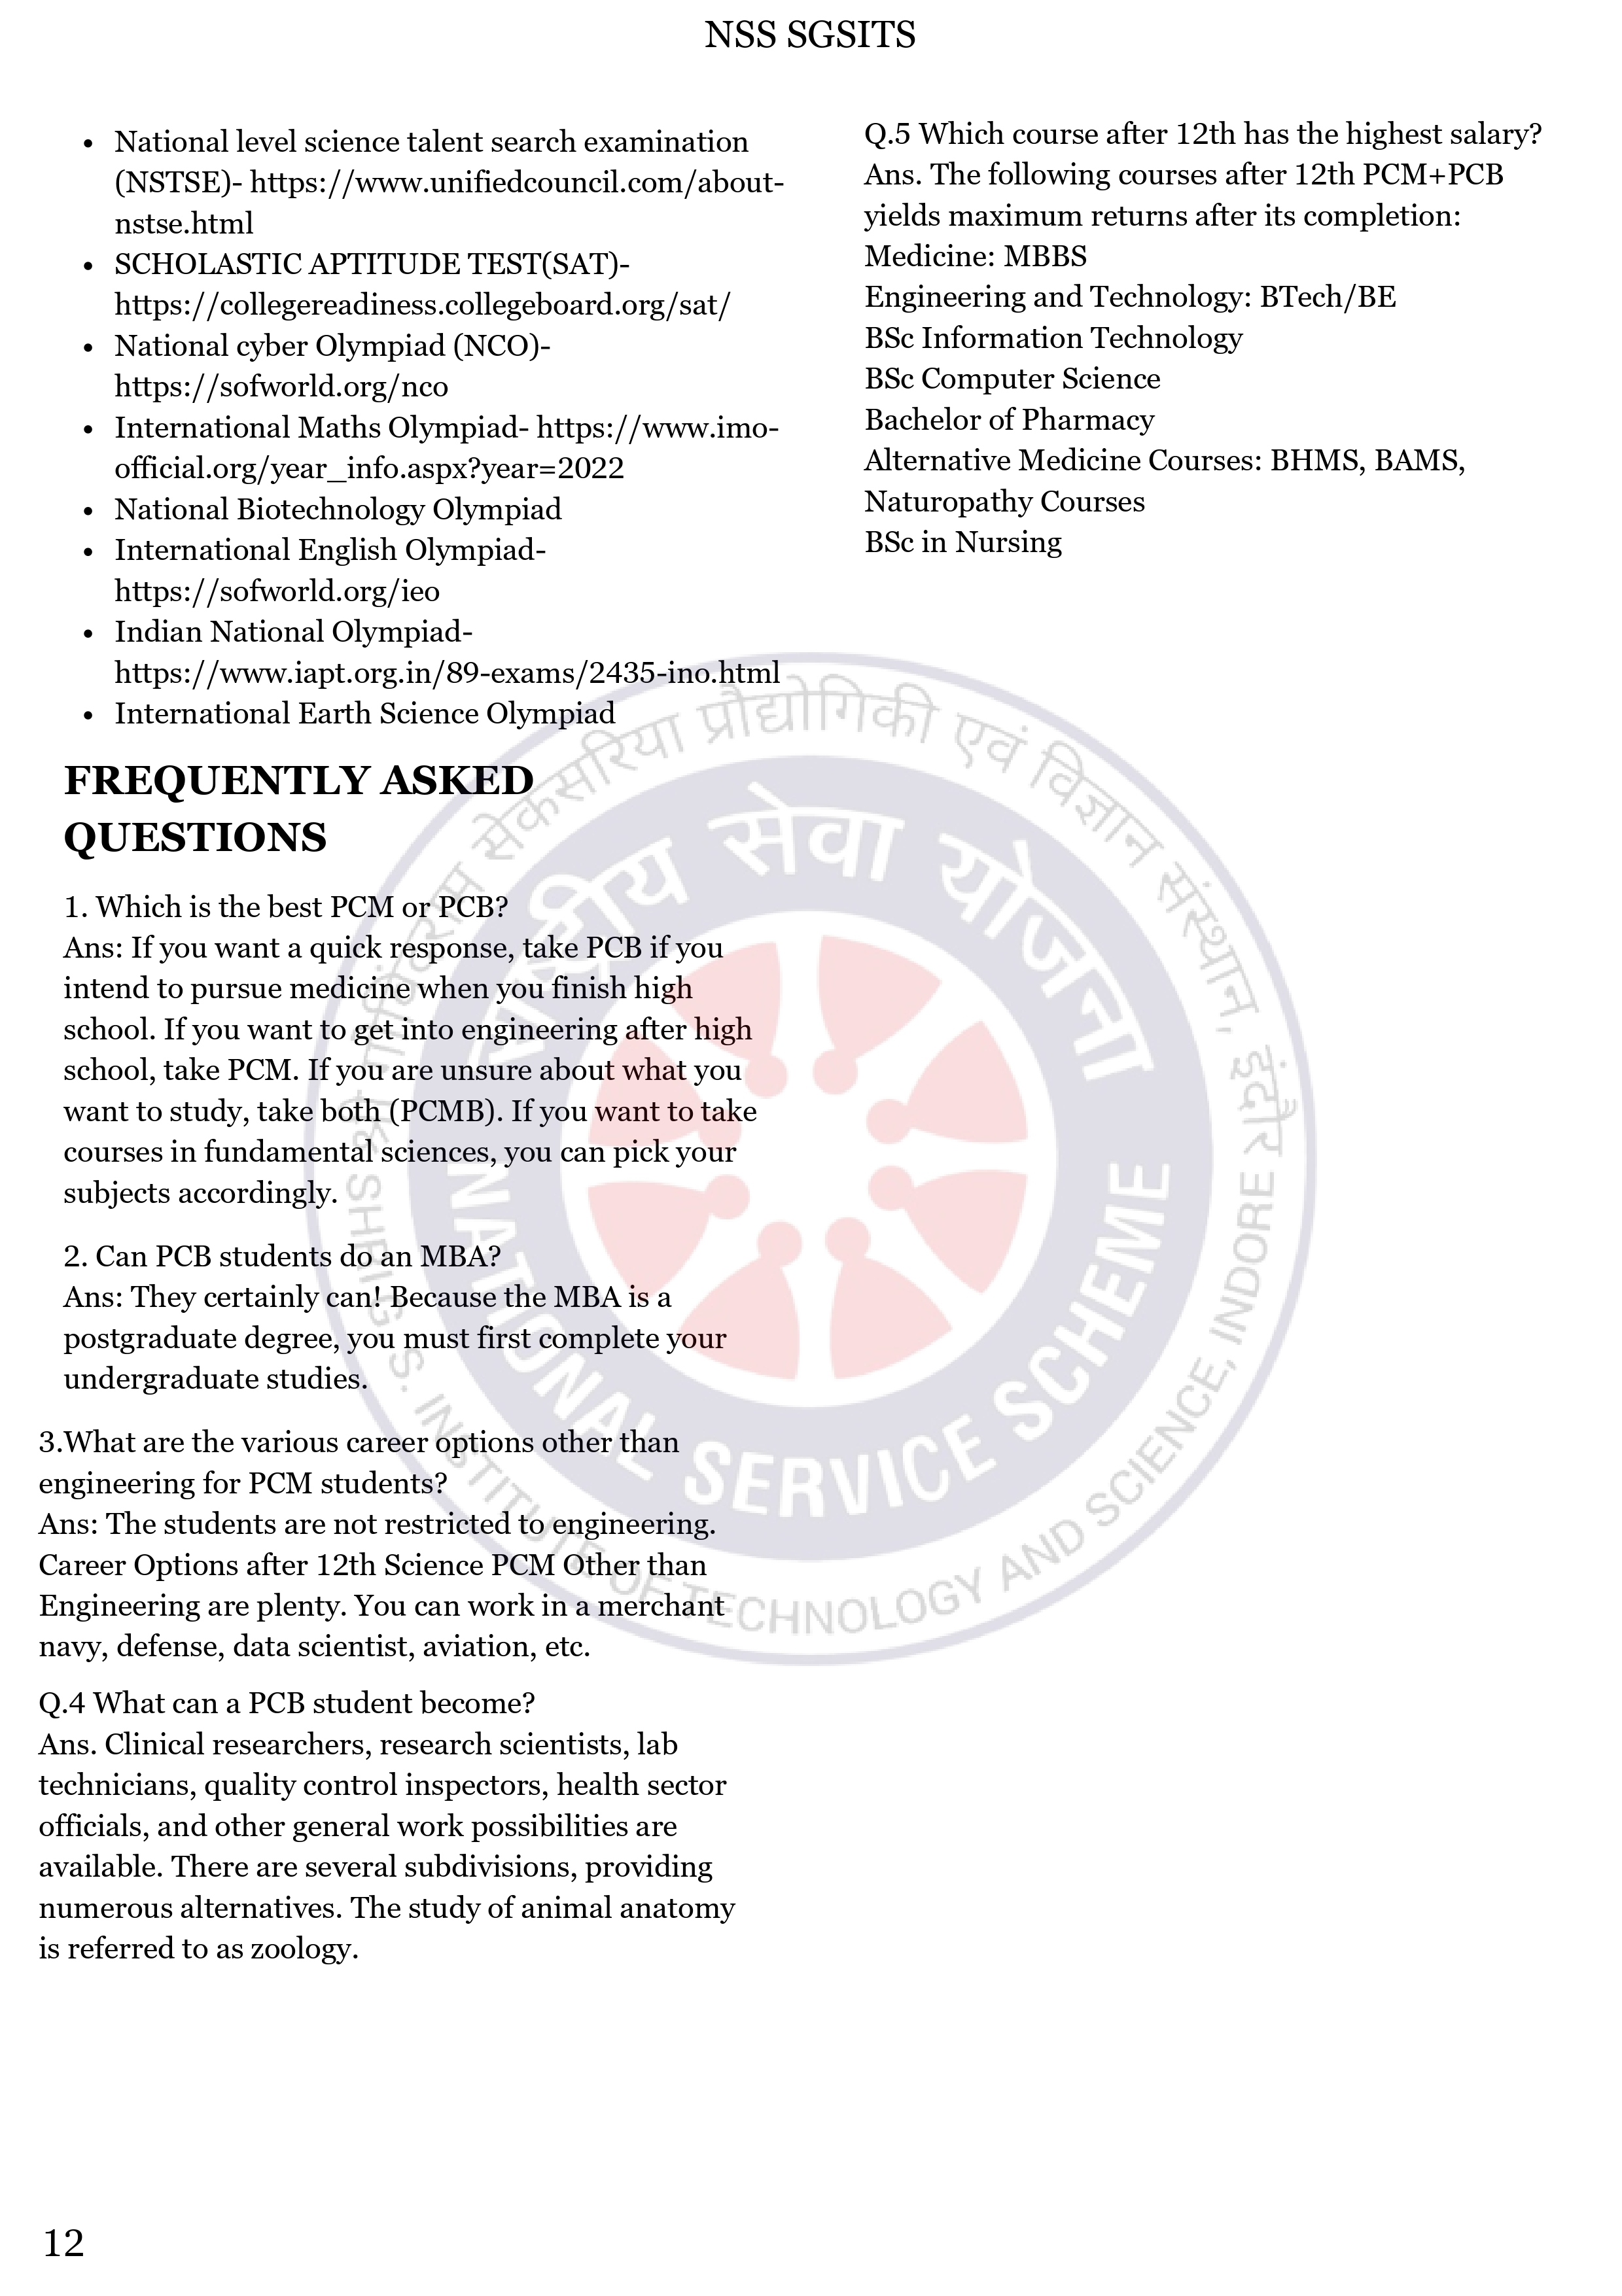 NSS SGSITS
• National level science talent search examination
(NSTSE)- https://www.unifiedcouncil.com/about-
nstse.html
• SCHOLASTIC APTITUDE TEST(SAT)-
https://collegereadiness.collegeboard.org/sat/
• National cyber Olympiad (NCO)-
https://sofworld.org/nco
• International Maths Olympiad- https://www.imo-
official.org/year_info.aspx?year=2022
• National Biotechnology Olympiad
• International English Olympiad-
https://sofworld.org/ieo
• Indian National Olympiad-
https://www.iapt.org.in/89-exams/2435-ino.html
• International Earth Science Olympiad
FREQUENTLY ASKED
QUESTIONS
1. Which is the best PCM or PCB?
Ans: If you want a quick response, take PCB if you
intend to pursue medicine when you finish high
school. If you want to get into engineering after high
school, take PCM. If you are unsure about what you
want to study, take both (PCMB). If you want to take
courses in fundamental sciences, you can pick your
subjects accordingly.
2. Can PCB students do an MBA?
Ans: They certainly can! Because the MBA is a
postgraduate degree, you must first complete your
undergraduate studies.
3.What are the various career options other than
engineering for PCM students?
Ans: The students are not restricted to engineering.
Career Options after 12th Science PCM Other than
Engineering are plenty. You can work in a merchant
navy, defense, data scientist, aviation, etc.
Q.4 What can a PCB student become?
Ans. Clinical researchers, research scientists, lab
technicians, quality control inspectors, health sector
officials, and other general work possibilities are
available. There are several subdivisions, providing
numerous alternatives. The study of animal anatomy
is referred to as zoology.
Q.5 Which course after 12th has the highest salary?
Ans. The following courses after 12th PCM+PCB
yields maximum returns after its completion:
Medicine: MBBS
Engineering and Technology: BTech/BE
BSc Information Technology
BSc Computer Science
Bachelor of Pharmacy
Alternative Medicine Courses: BHMS, BAMS,
Naturopathy Courses
BSc in Nursing
सेकसरिया प्रौद्योगिकी एवं विज्ञान संस्थान, इंदौर
सेवा योजना
NATIONAL SERVICE SCHEME
SHRI G. S. INSTITUTE OF TECHNOLOGY AND SCIENCE, INDORE
12